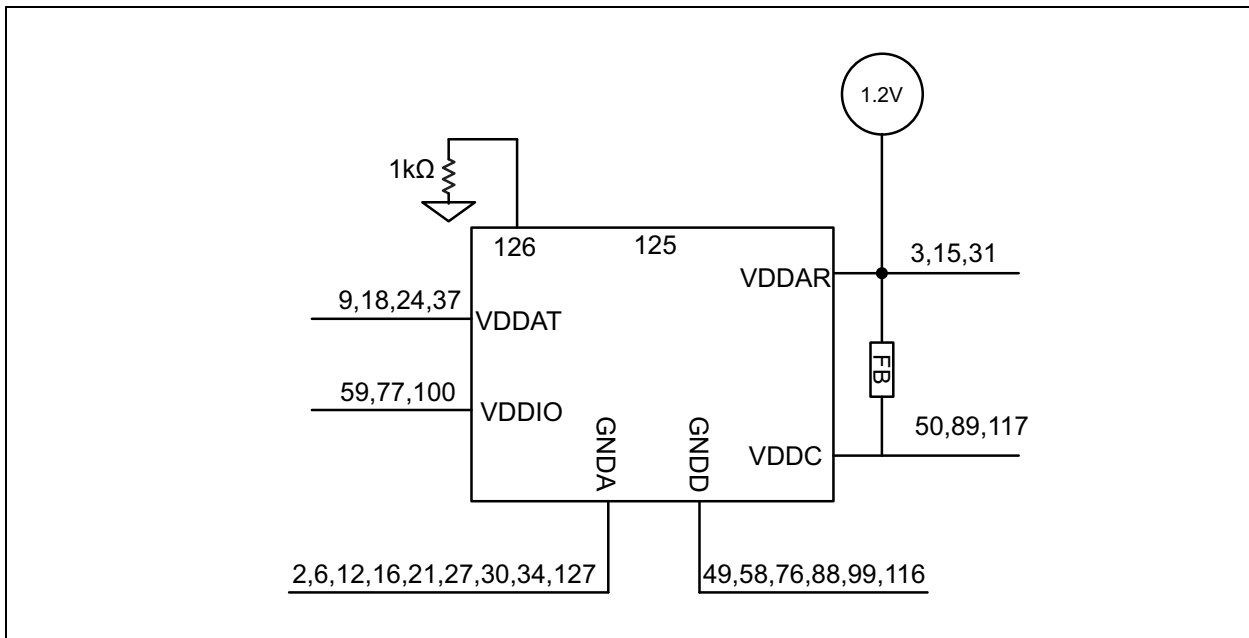 1.2V
1kΩ
126
125
VDDAR
3,15,31
9,18,24,37
VDDAT
FB
59,77,100
VDDIO
GNDA
GNDD
VDDC
50,89,117
2,6,12,16,21,27,30,34,127
49,58,76,88,99,116